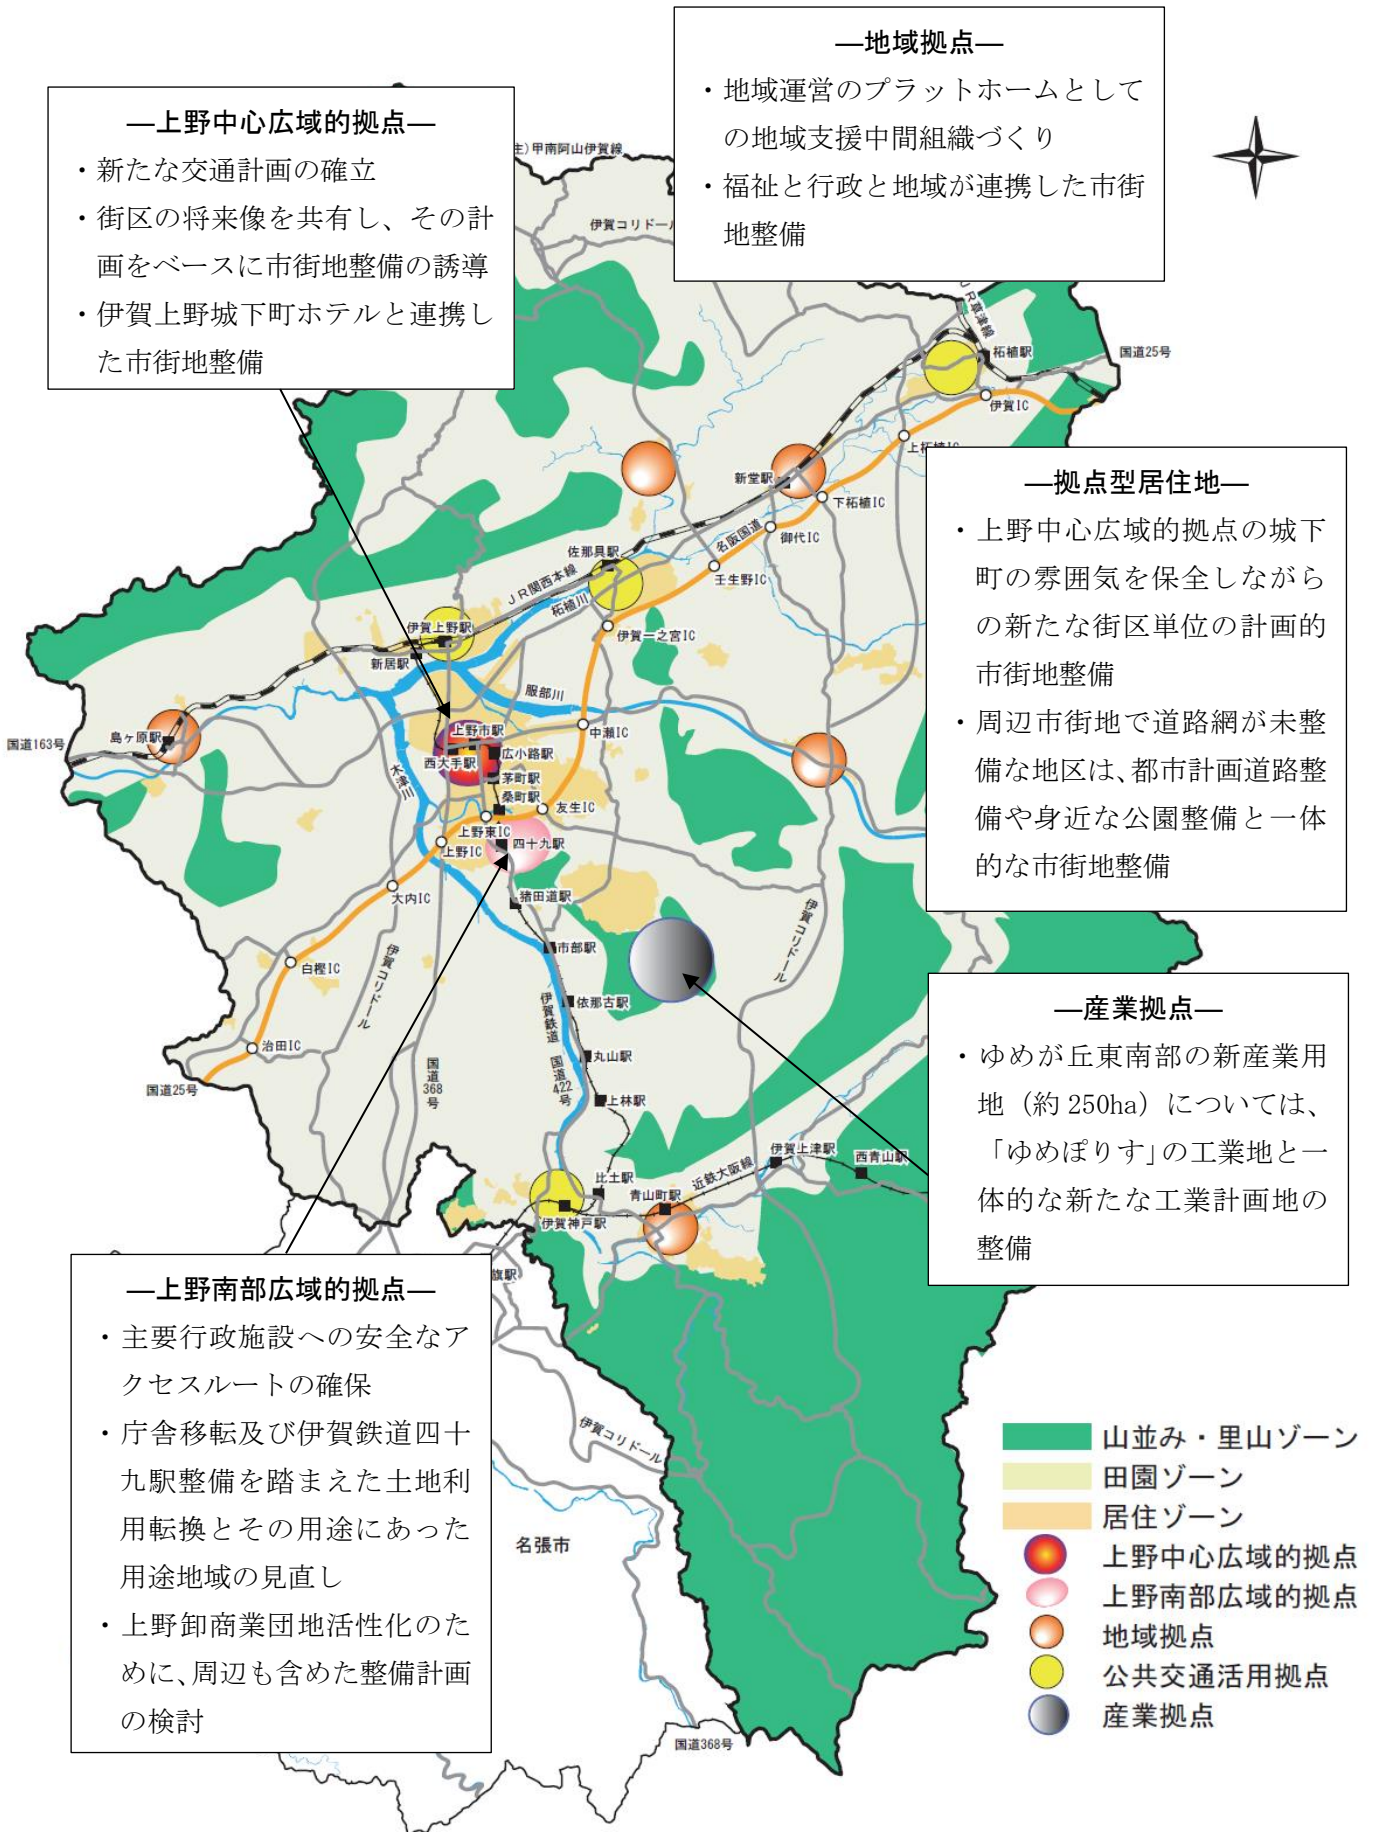 ―地域拠点―
・地域運営のプラットホームとして
の地域支援中間組織づくり
・福祉と行政と地域が連携した市街
地整備
―上野中心広域的拠点―
・新たな交通計画の確立
・街区の将来像を共有し、その計
画をベースに市街地整備の誘導
・伊賀上野城下町ホテルと連携し
た市街地整備
主)甲南阿山伊賀線
伊賀コリドール
JR草津線
柘植駅
国道25号
伊賀IC
上柘植IC
新堂駅
下柘植IC
御代IC
名阪国道
壬生野IC
佐那具駅
JR関西本線
柘植川
伊賀一之宮IC
伊賀上野駅
新居駅
服部川
島ヶ原駅
国道163号
木津川
上野市駅
西大手駅
広小路駅
茅町駅
桑町駅
中瀬IC
友生IC
上野東IC
上野IC
四十九駅
大内IC
猪田道駅
市部駅
伊賀コリドール
伊賀コリドール
白樫IC
依那古駅
伊賀鉄道
治田IC
丸山駅
国道25号
国道368号
国道422号
上林駅
伊賀上津駅
西青山駅
近鉄大阪線
比土駅
青山町駅
伊賀神戸駅
旗駅
伊賀コリドール
名張市
国道368号
―拠点型居住地―
・上野中心広域的拠点の城下
町の雰囲気を保全しながら
の新たな街区単位の計画的
市街地整備
・周辺市街地で道路網が未整
備な地区は、都市計画道路整
備や身近な公園整備と一体
的な市街地整備
―産業拠点―
・ゆめが丘東南部の新産業用
地（約 250ha）については、
「ゆめぽりす」の工業地と一
体的な新たな工業計画地の
整備
―上野南部広域的拠点―
・主要行政施設への安全なア
クセスルートの確保
・庁舎移転及び伊賀鉄道四十
九駅整備を踏まえた土地利
用転換とその用途にあった
用途地域の見直し
・上野卸商業団地活性化のた
めに、周辺も含めた整備計画
の検討
山並み・里山ゾーン
田園ゾーン
居住ゾーン
上野中心広域的拠点
上野南部広域的拠点
地域拠点
公共交通活用拠点
産業拠点